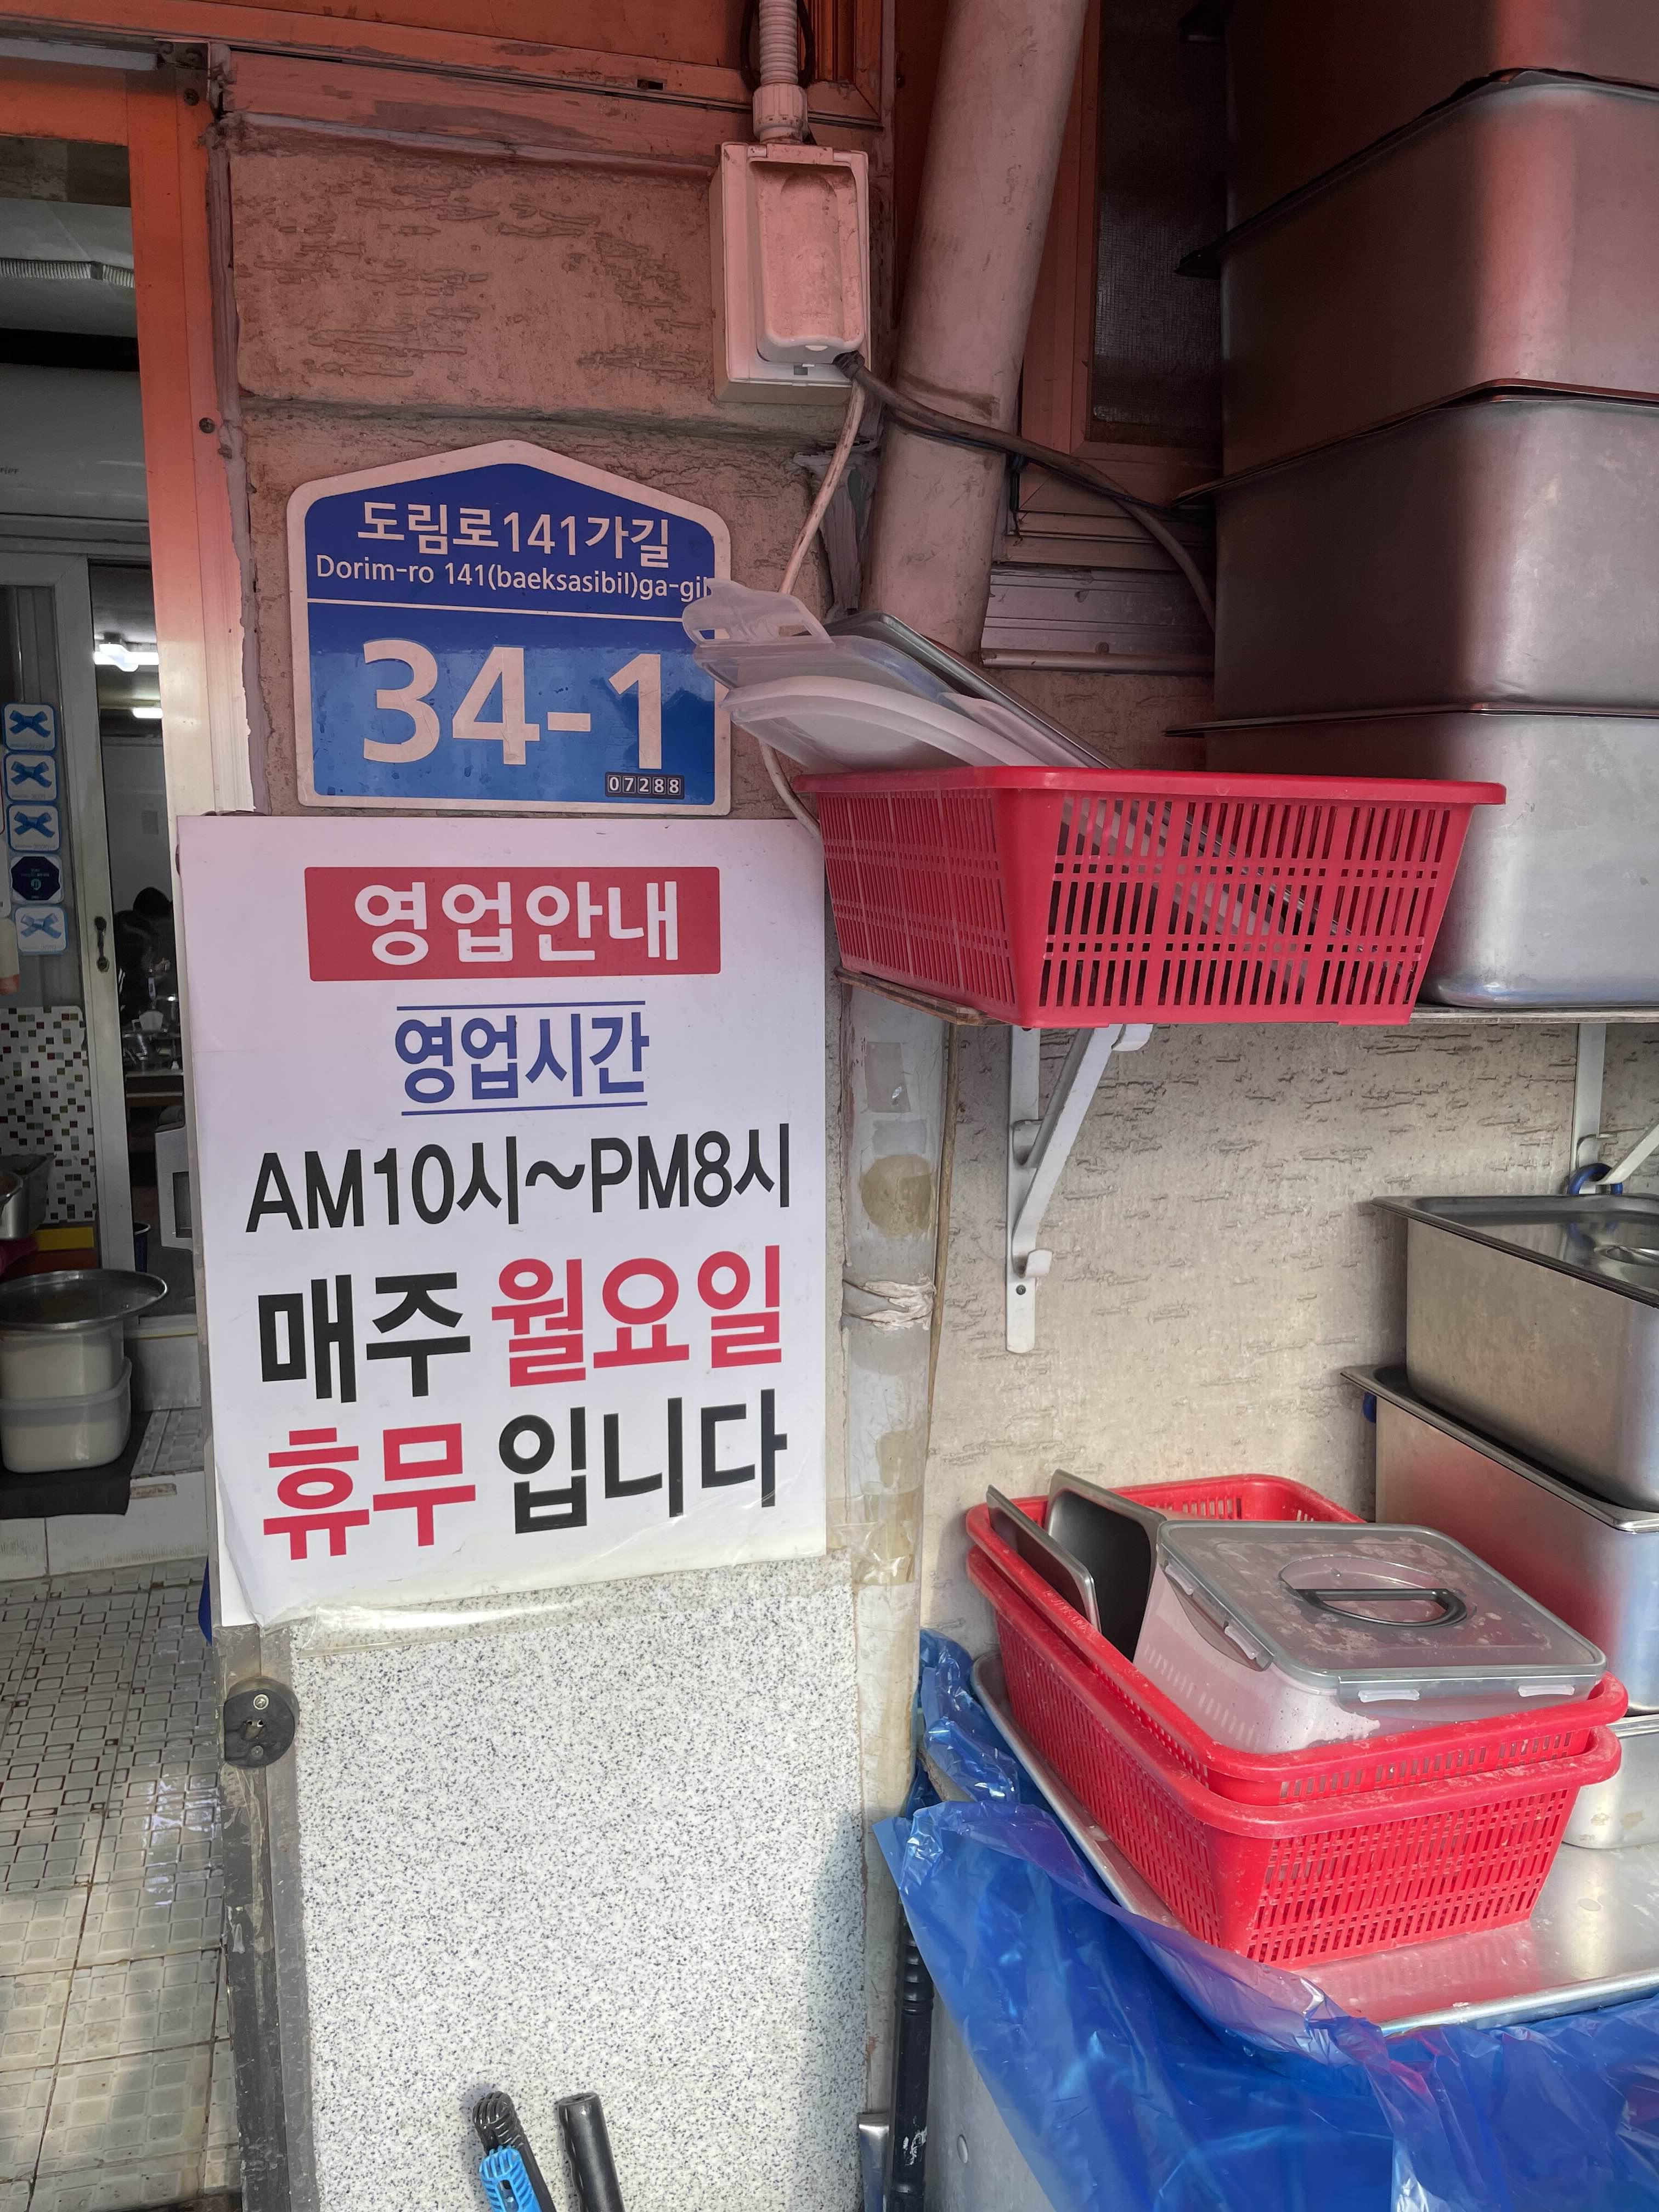 도림로141가길
Dorim-ro 141(baeksasibil)ga-gil
34-1
07288
영업안내
영업시간
AM10시~PM8시
매주 월요일
휴무 입니다